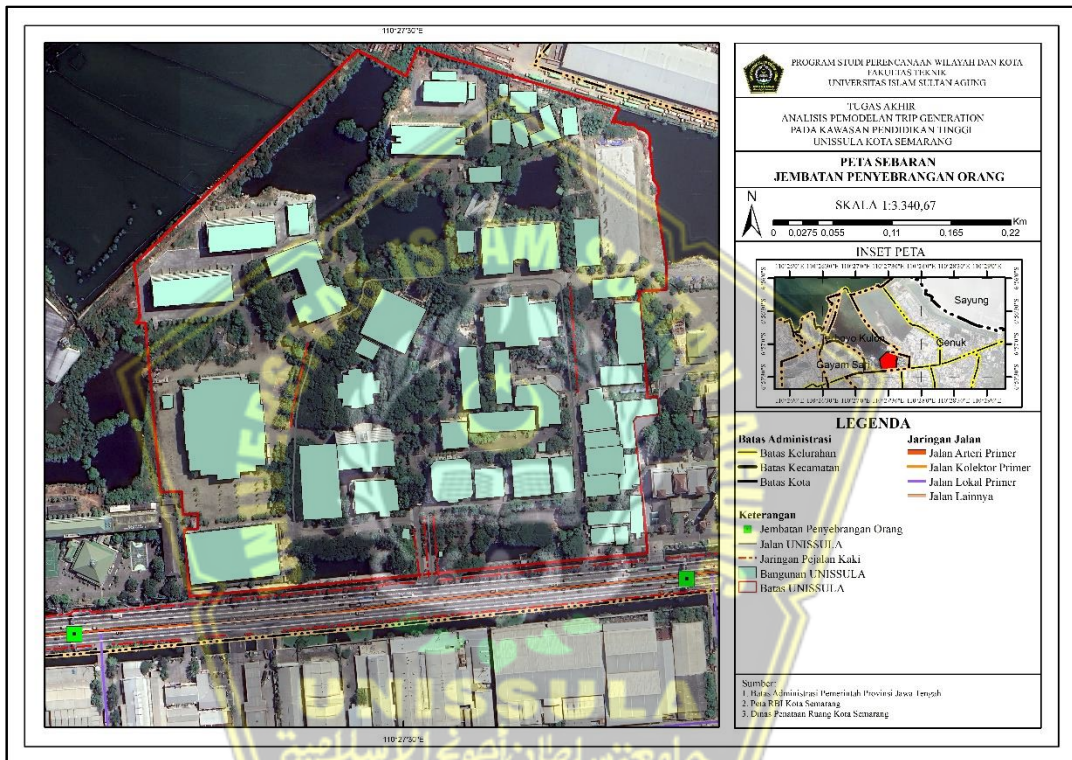 110°27'30"E
PROGRAM STUDI PERENCANAAN WILAYAH DAN KOTA
FAKULTAS TEKNIK
UNIVERSITAS ISLAM SULTAN AGUNG
TUGAS AKHIR
ANALISIS PEMODELAN TRIP GENERATION
PADA KAWASAN PENDIDIKAN TINGGI
UNISSULA KOTA SEMARANG
PETA SEBARAN
JEMBATAN PENYEBRANGAN ORANG
N
SKALA 1:3.340,67
Km
0 0,0275 0,055 0,11 0,165 0,22
INSET PETA
Sayung
Genuk
LEGENDA
Batas Administrasi
Batas Kelurahan
Batas Kecamatan
Batas Kota
Jaringan Jalan
Jalan Arteri Primer
Jalan Kolektor Primer
Jalan Lokal Primer
Jalan Lainnya
Keterangan
Jembatan Penyebrangan Orang
Jalan UNISSULA
Jaringan Pejalan Kaki
Bangunan UNISSULA
Batas UNISSULA
Sumber:
1. Batas Administrasi Pemerintah Provinsi Jawa Tengah
2. Peta RBI Kota Semarang
3. Dinas Penataan Ruang Kota Semarang
110°27'30"E
UNIVERSITAS ISLAM SULTAN AGUNG
UNISSULA